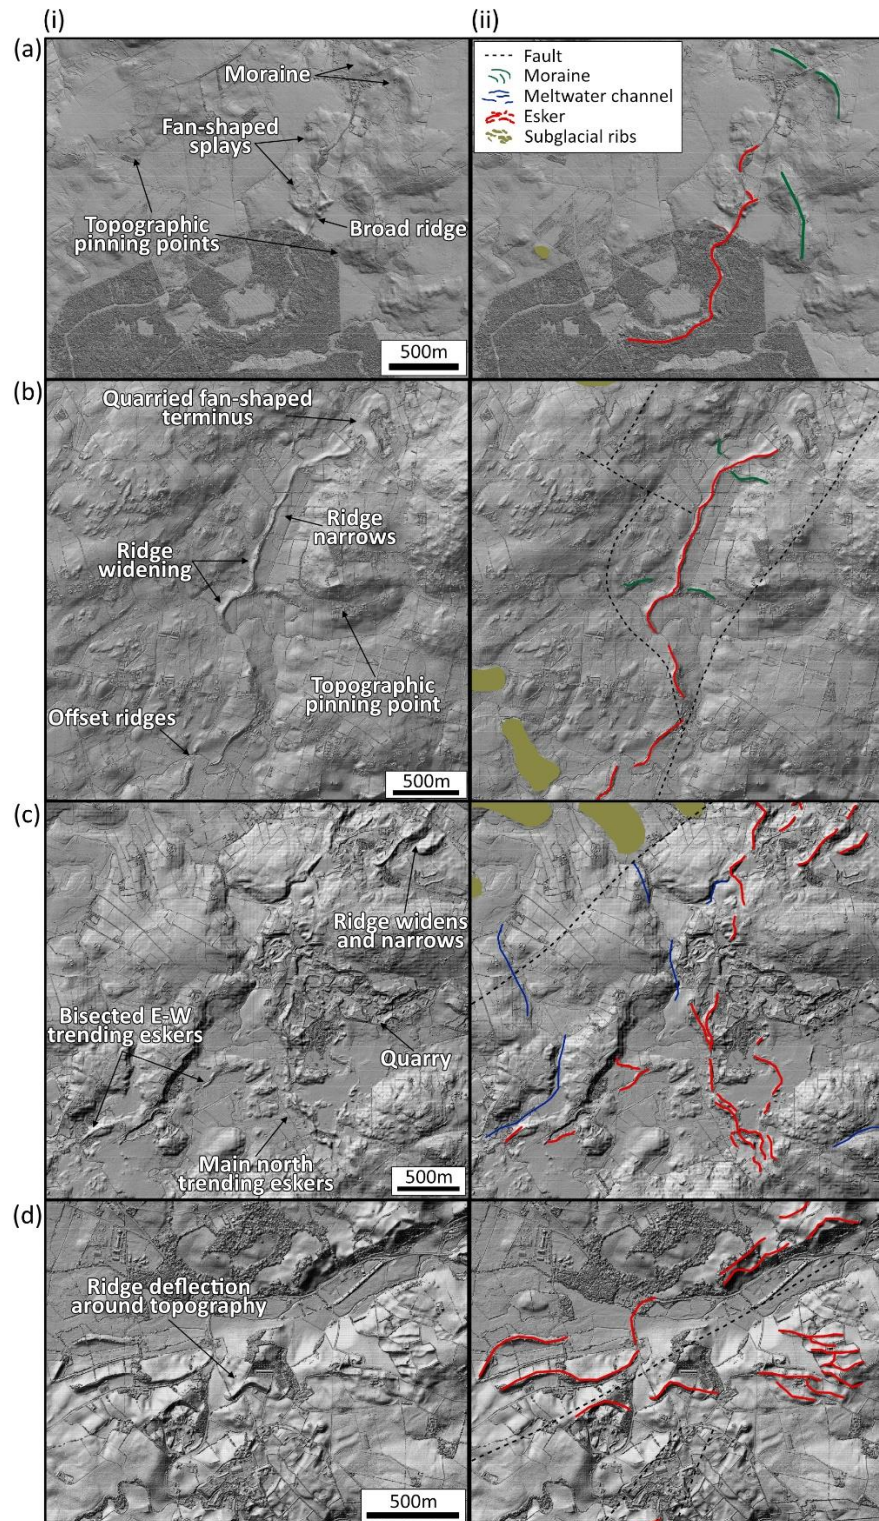 (i)
(ii)
(a)
Moraine
Fan-shaped
splays
Topographic
pinning points
Broad ridge
500m
Fault
Moraine
Meltwater channel
Esker
Subglacial ribs
(b)
Quarried fan-shaped
terminus
Ridge
narrows
Ridge
widening
Topographic
pinning point
Offset ridges
500m
(c)
Ridge widens
and narrows
Bisected E-W
trending eskers
Quarry
Main north
trending eskers
500m
(d)
Ridge deflection
around topography
500m